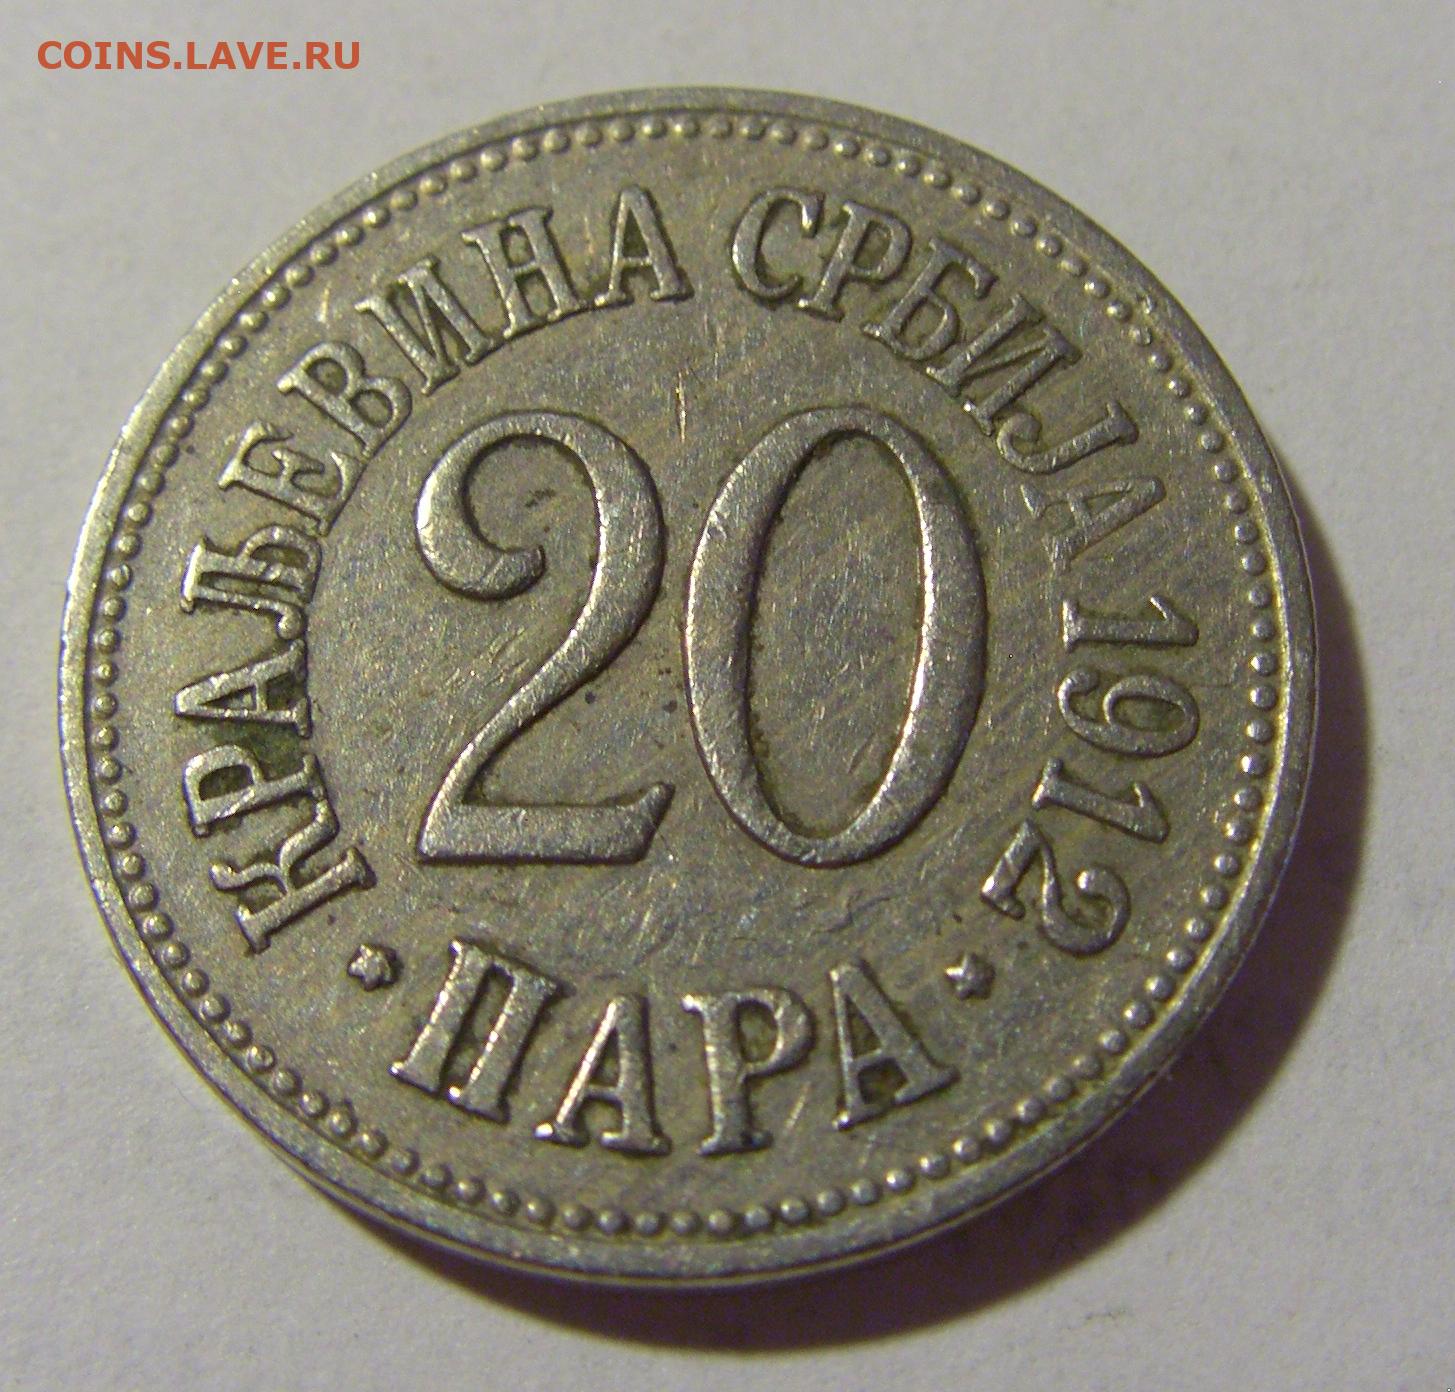 COINS.LAVE.RU
КРАЉЕВИНА СРБИЈА 1912
20
ПАРА